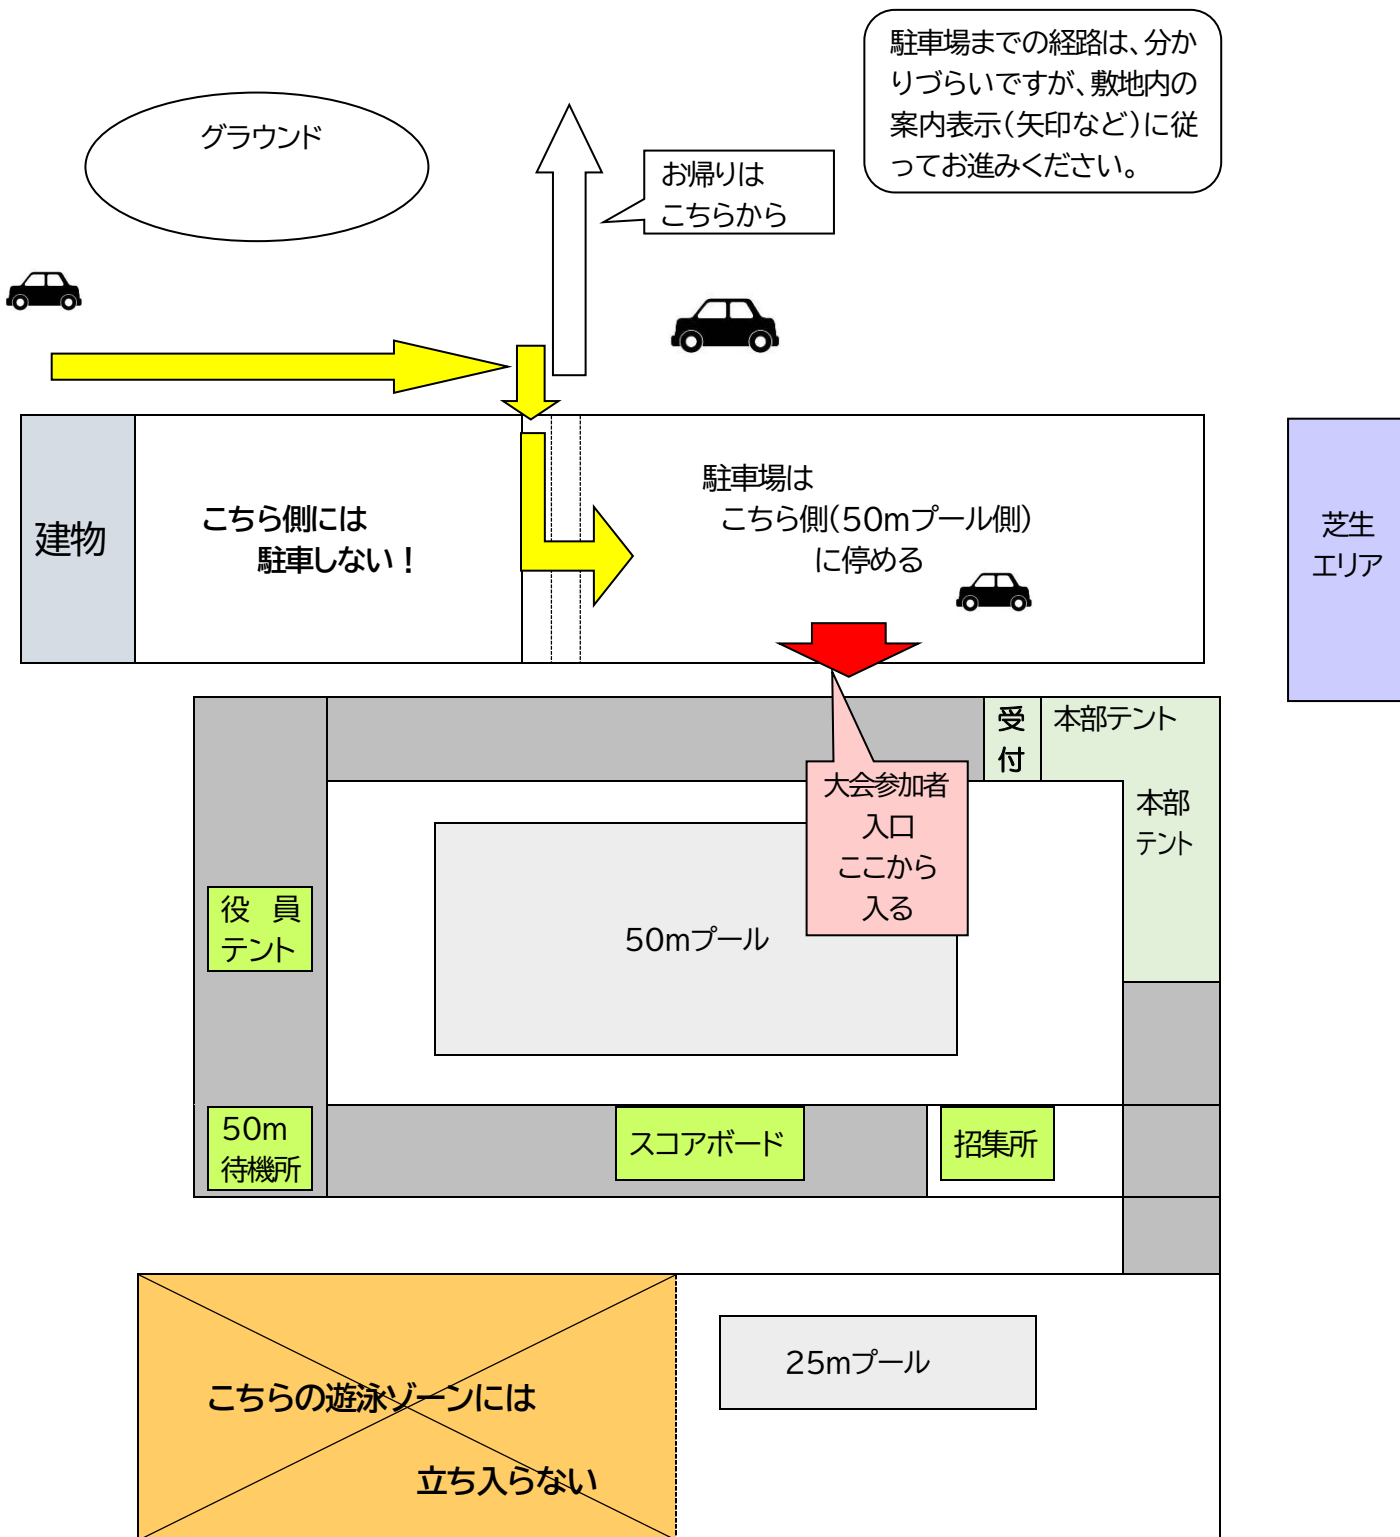 駐車場までの経路は、分か
りづらいですが、敷地内の
案内表示(矢印など)に従
ってお進みください。
グラウンド
お帰りは
こちらから
建物
こちら側には
駐車しない！
駐車場は
こちら側(50mプール側)
に停める
芝生
エリア
受
付
本部テント
本部
テント
大会参加者
入口
ここから
入る
役　員
テント
50mプール
50m
待機所
スコアボード
招集所
こちらの遊泳ゾーンには
立ち入らない
25mプール